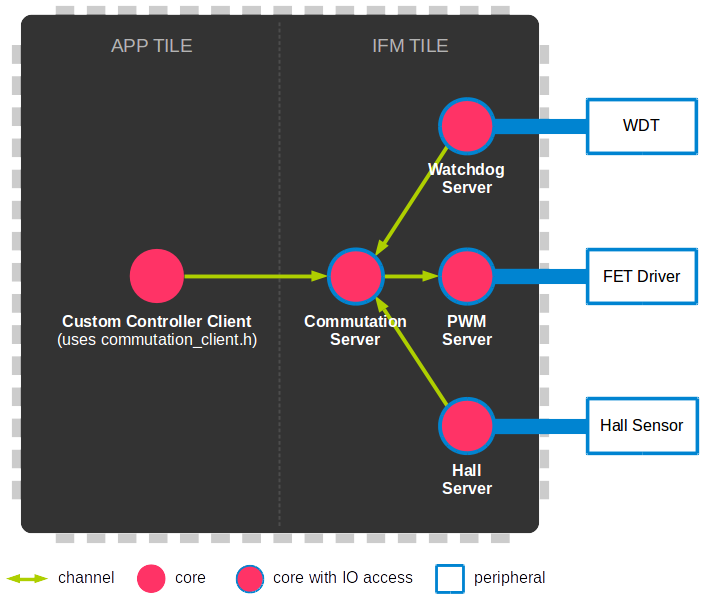 APP TILE
IFM TILE
WDT
Watchdog
Server
FET Driver
Custom Controller Client
(uses commutation_client.h)
Commutation
Server
PWM
Server
Hall Sensor
Hall
Server
channel
core
core with IO access
peripheral